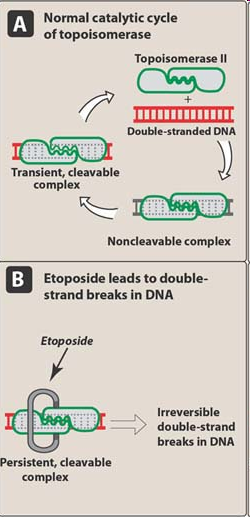 A Normal catalytic cycle
of topoisomerase
Topoisomerase II
+
Double-stranded DNA
Transient, cleavable
complex
Noncleavable complex
B Etoposide leads to double-
strand breaks in DNA
Etoposide
Irreversible
double-strand
breaks in DNA
Persistent, cleavable
complex